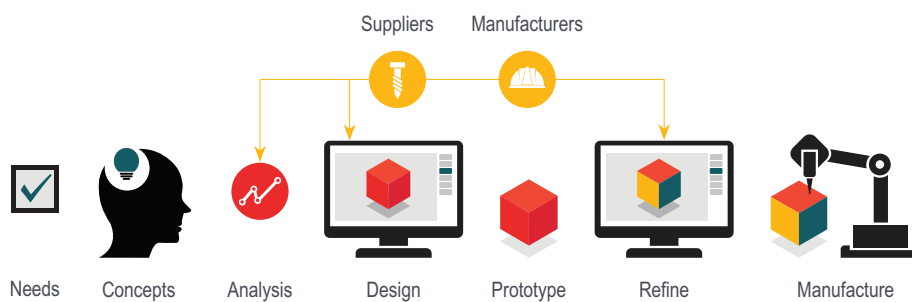 Suppliers Manufacturers
Needs Concepts Analysis Design Prototype Refine Manufacture